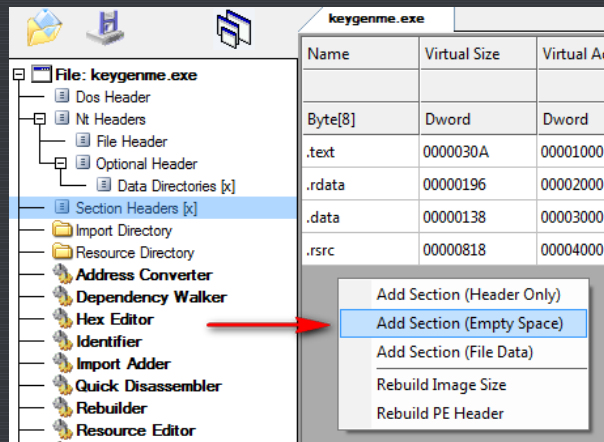 keygenme.exe
File: keygenme.exe
Dos Header
Nt Headers
File Header
Optional Header
Data Directories [x]
Section Headers [x]
Import Directory
Resource Directory
Address Converter
Dependency Walker
Hex Editor
Identifier
Import Adder
Quick Disassembler
Rebuilder
Resource Editor
Name Virtual Size Virtual Ad
Byte[8] Dword Dword
.text 0000030A 00001000
.rdata 00000196 00002000
.data 00000138 00003000
.rsrc 00000818 00004000
Add Section (Header Only)
Add Section (Empty Space)
Add Section (File Data)
Rebuild Image Size
Rebuild PE Header